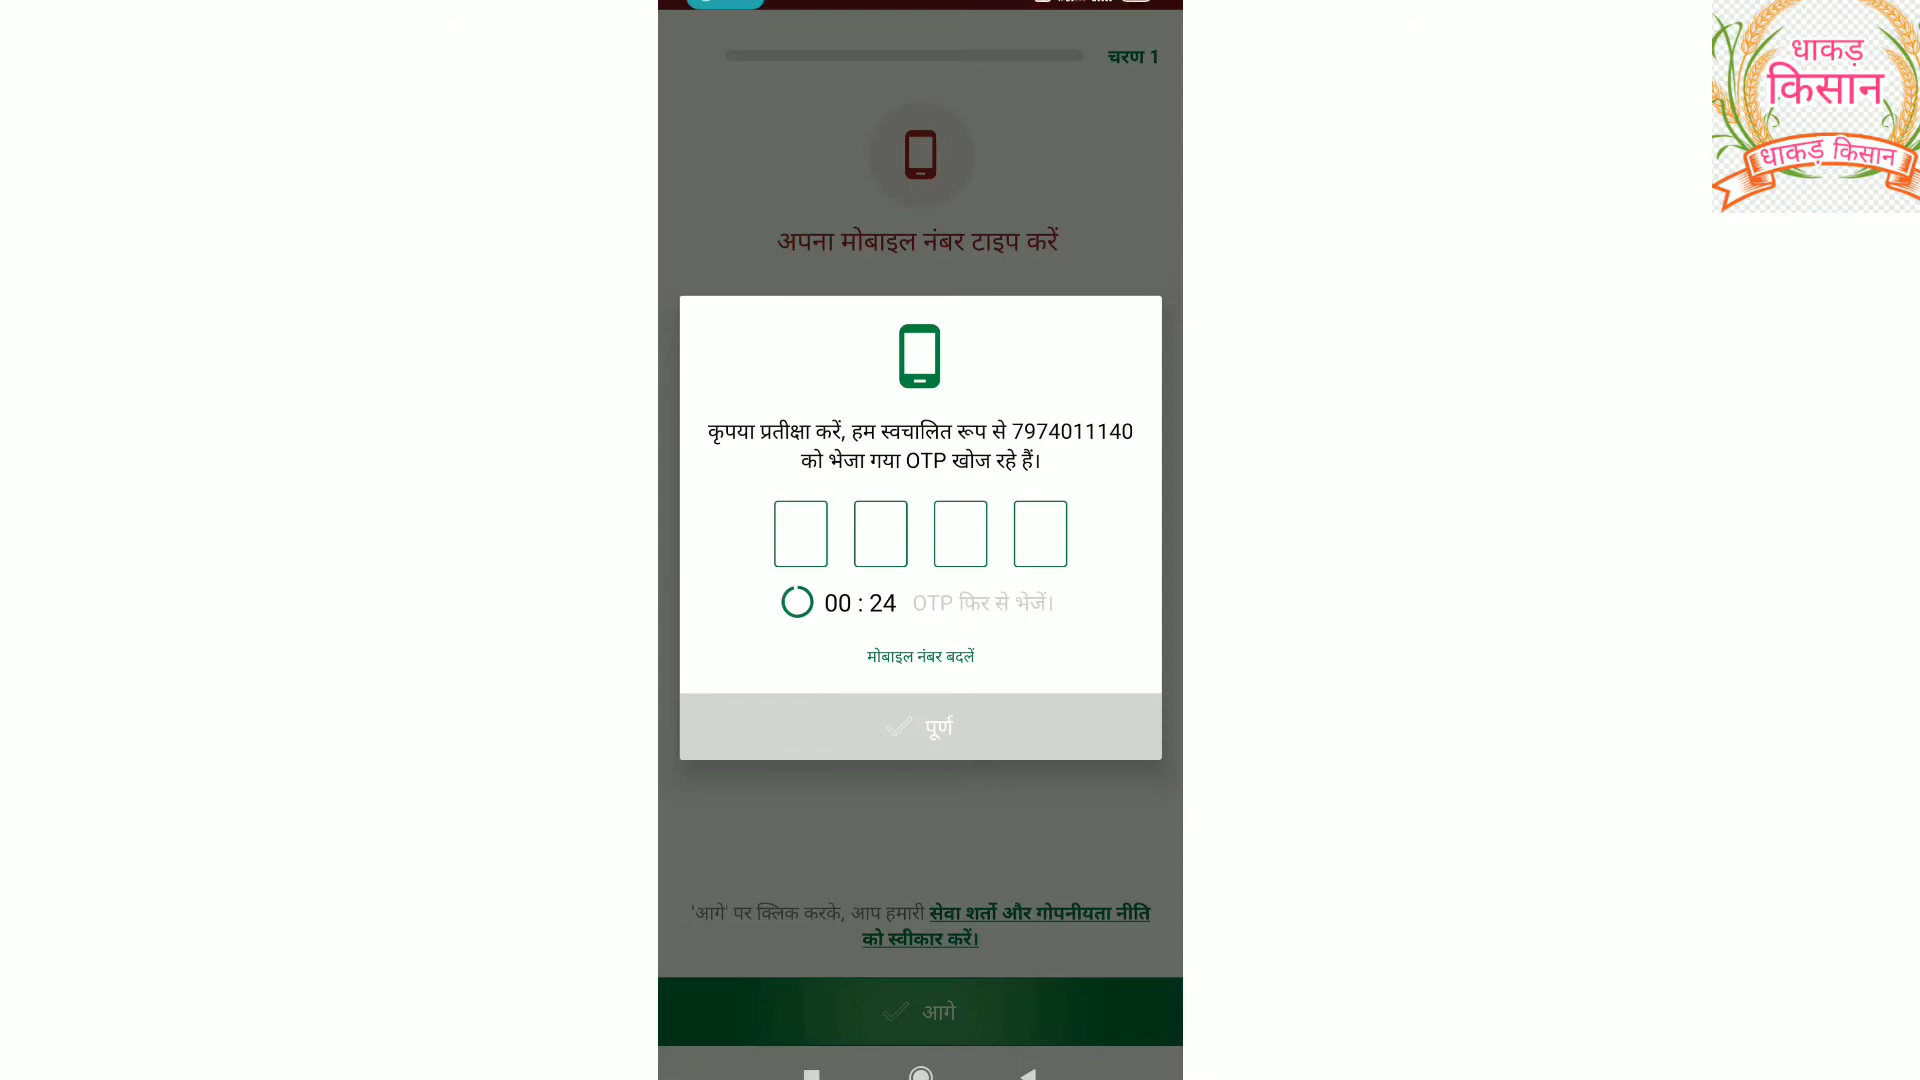 चरण 1
धाकड़
किसान
धाकड़ किसान
अपना मोबाइल नंबर टाइप करें
कृपया प्रतीक्षा करें, हम स्वचालित रूप से 7974011140
को भेजा गया OTP खोज रहे हैं।
00 : 24 OTP फिर से भेजें।
मोबाइल नंबर बदलें
पूर्ण
'आगे' पर क्लिक करके, आप हमारी सेवा शर्तों और गोपनीयता नीति
को स्वीकार करें।
आगे